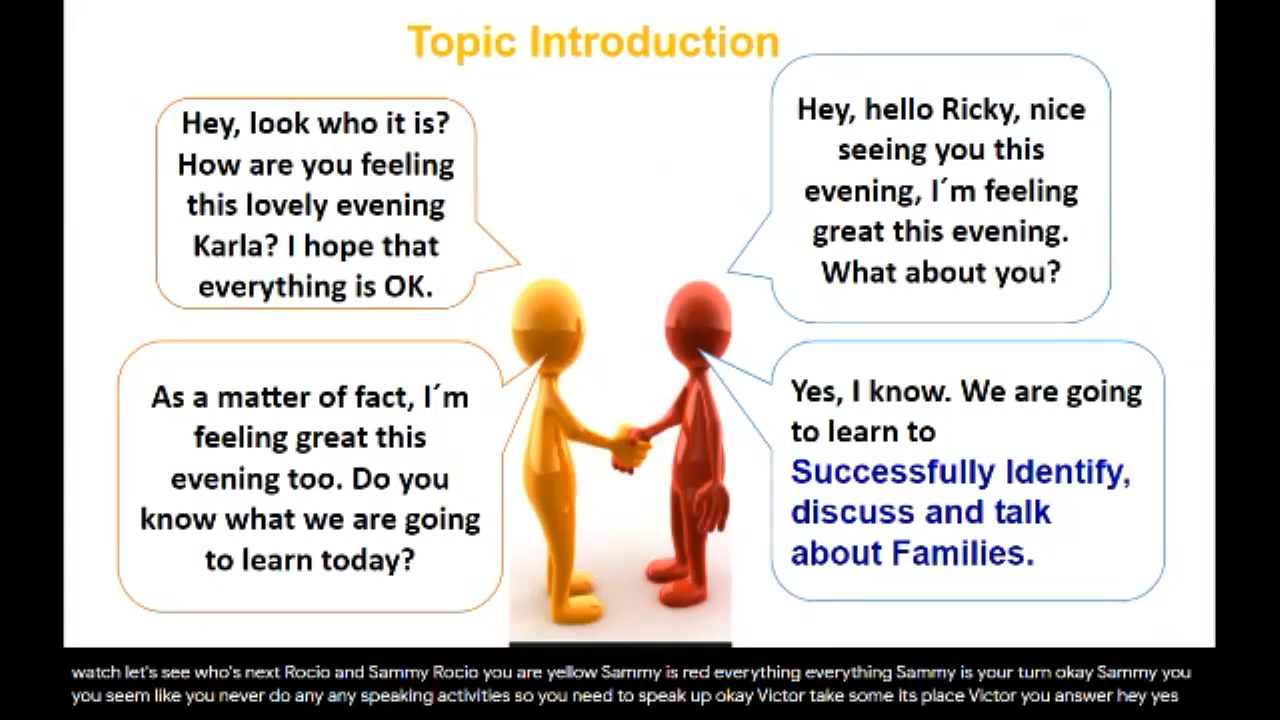 Topic Introduction
Hey, look who it is?
How are you feeling
this lovely evening
Karla? I hope that
everything is OK.
Hey, hello Ricky, nice
seeing you this
evening, I´m feeling
great this evening.
What about you?
As a matter of fact, I´m
feeling great this
evening too. Do you
know what we are going
to learn today?
Yes, I know. We are going
to learn to
Successfully Identify,
discuss and talk
about Families.
watch let's see who's next Rocio and Sammy Rocio you are yellow Sammy is red everything everything Sammy is your turn okay Sammy you
you seem like you never do any any speaking activities so you need to speak up okay Victor take some its place Victor you answer hey yes